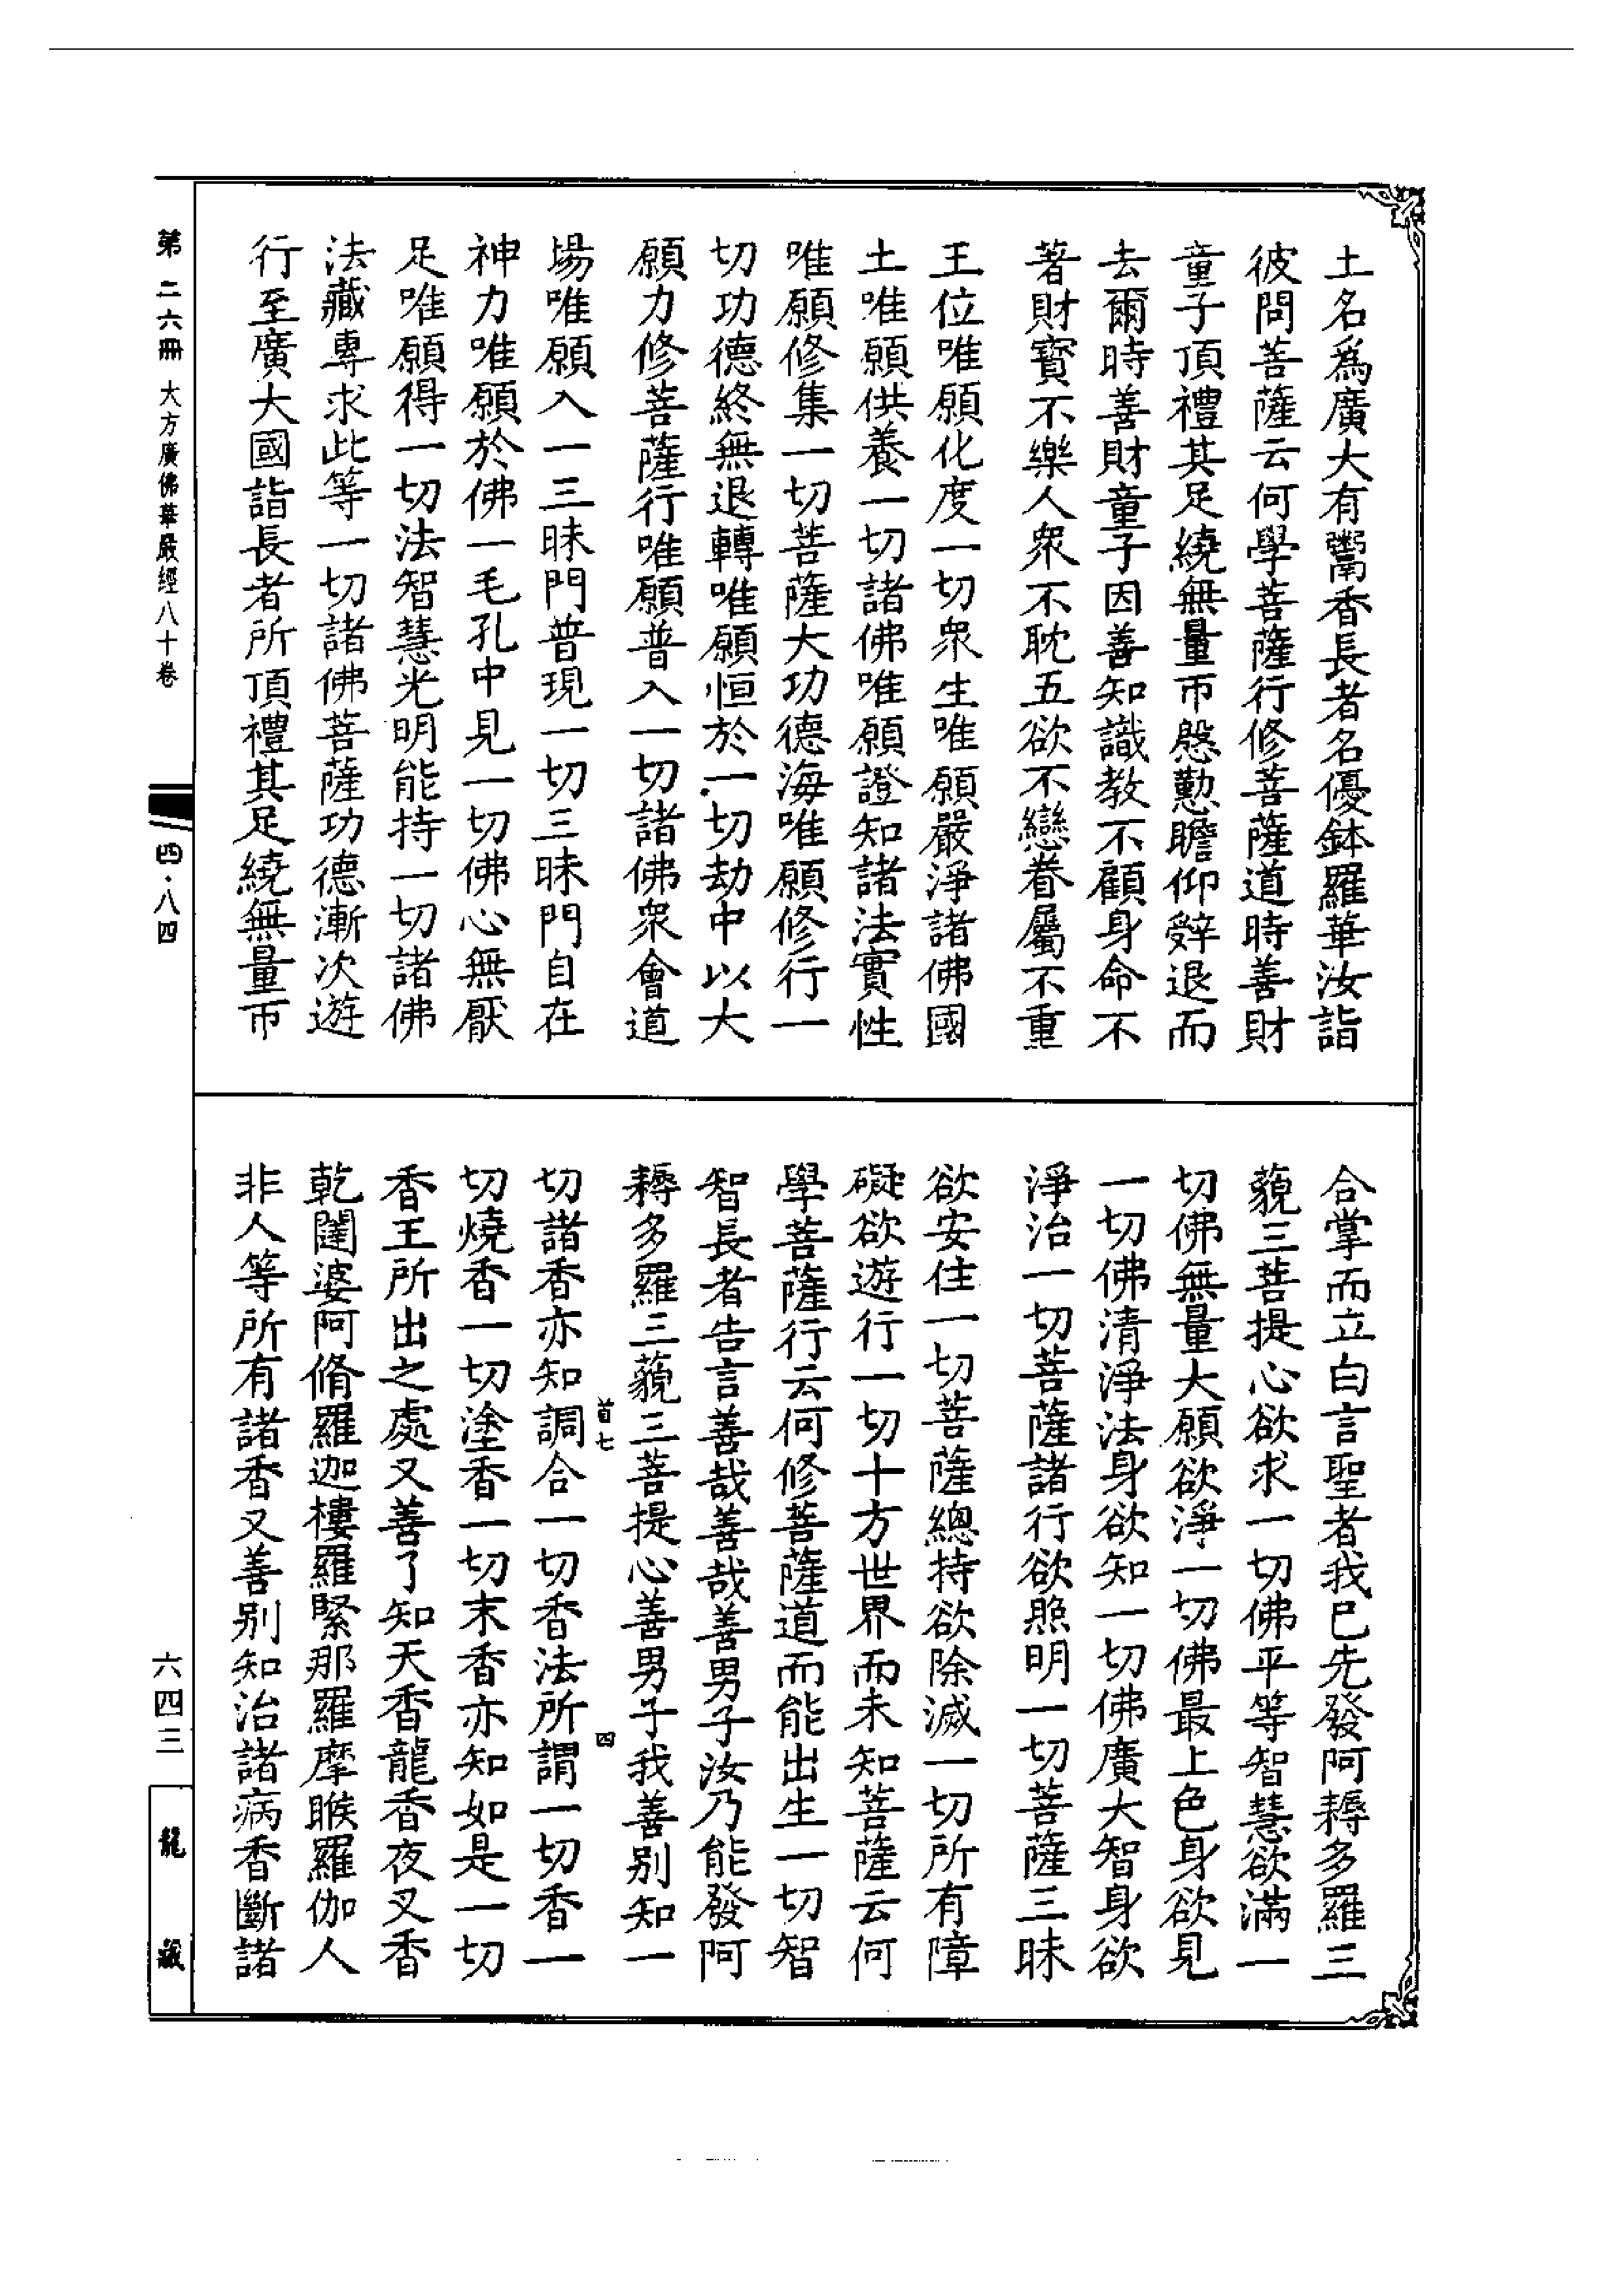 土名為廣大有鬻香長者名優鉢羅華汝詣
彼問菩薩云何學菩薩行修菩薩道時善財
童子頂禮其足繞無量帀慇懃瞻仰辤退而
去爾時善財童子因善知識教不顧身命不
著財寶不樂人衆不耽五欲不戀眷屬不重
王位唯願化度一切衆生唯願嚴淨諸佛國
土唯願供養一切諸佛唯願證知諸法實性
唯願修集一切菩薩大功德海唯願修行一
切功德終無退轉唯願恒於一切劫中以大
願力修菩薩行唯願普入一切諸佛衆會道
場唯願入一三昧門普現一切三昧門自在
神力唯願於佛一毛孔中見一切佛心無厭
足唯願得一切法智慧光明能持一切諸佛
法藏專求此等一切諸佛菩薩功德漸次遊
行至廣大國詣長者所頂禮其足繞無量帀
合掌而立白言聖者我已先發阿耨多羅三
藐三菩提心欲求一切佛平等智慧欲滿一
切佛無量大願欲淨一切佛最上色身欲見
一切佛清淨法身欲知一切佛廣大智身欲
淨治一切菩薩諸行欲照明一切菩薩三昧
欲安住一切菩薩總持欲除滅一切所有障
礙欲遊行一切十方世界而未知菩薩云何
學菩薩行云何修菩薩道而能出生一切智
智長者告言善哉善哉善男子汝乃能發阿
耨多羅三藐三菩提心善男子我善別知一
首七 四
切諸香亦知調合一切香法所謂一切香一
切燒香一切塗香一切末香亦知如是一切
香王所出之處又善了知天香龍香夜叉香
乾闥婆阿脩羅迦樓羅緊那羅摩睺羅伽人
非人等所有諸香又善別知治諸病香斷諸
第二六冊 大方廣佛華嚴經八十卷
四·八四
六四三
龍藏